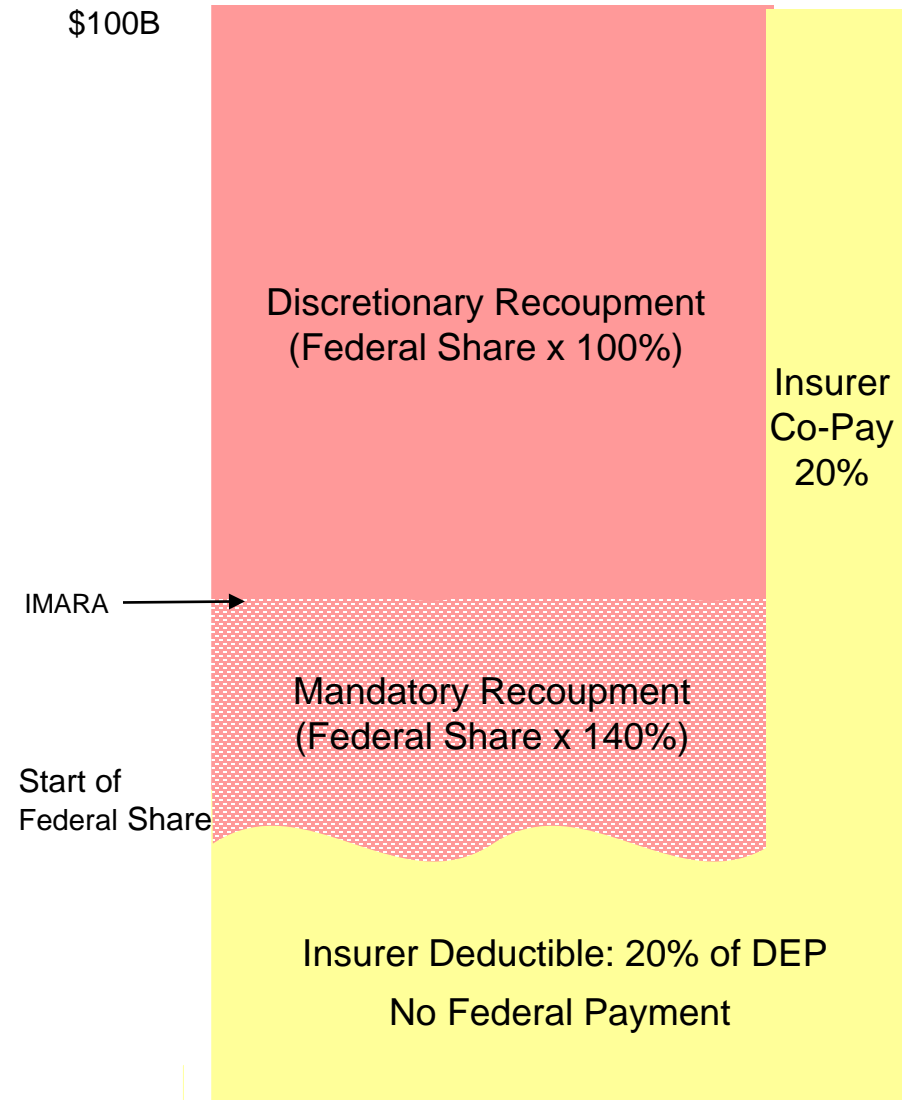 $100B
Discretionary Recoupment
(Federal Share x 100%)
Insurer
Co-Pay
20%
IMARA
Mandatory Recoupment
(Federal Share x 140%)
Start of
Federal Share
Insurer Deductible: 20% of DEP
No Federal Payment